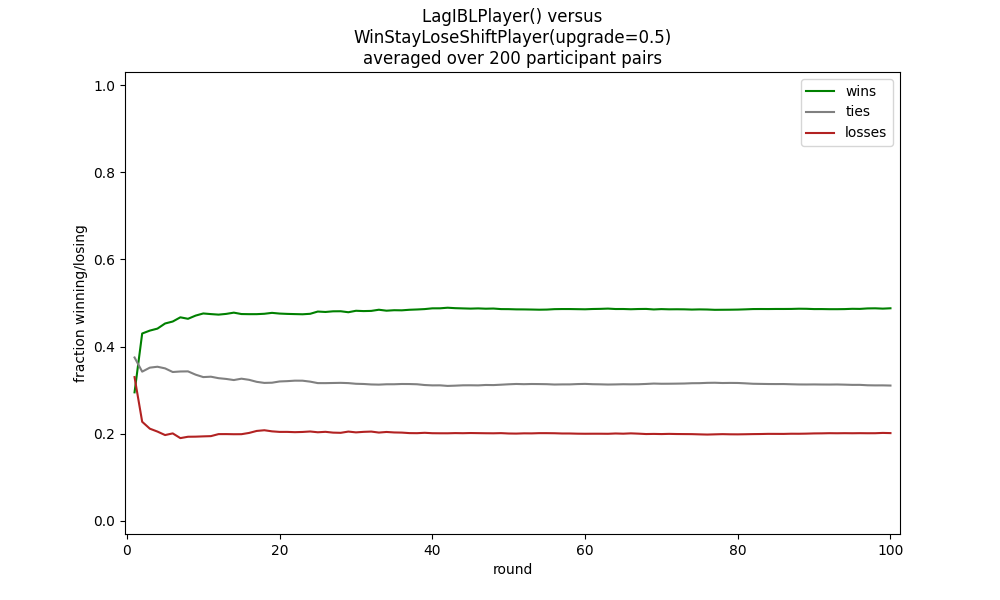 LagIBLPlayer() versus
WinStayLoseShiftPlayer(upgrade=0.5)
averaged over 200 participant pairs
wins
ties
losses
fraction winning/losing
1.0
0.8
0.6
0.4
0.2
0.0
0
20
40
60
80
100
round